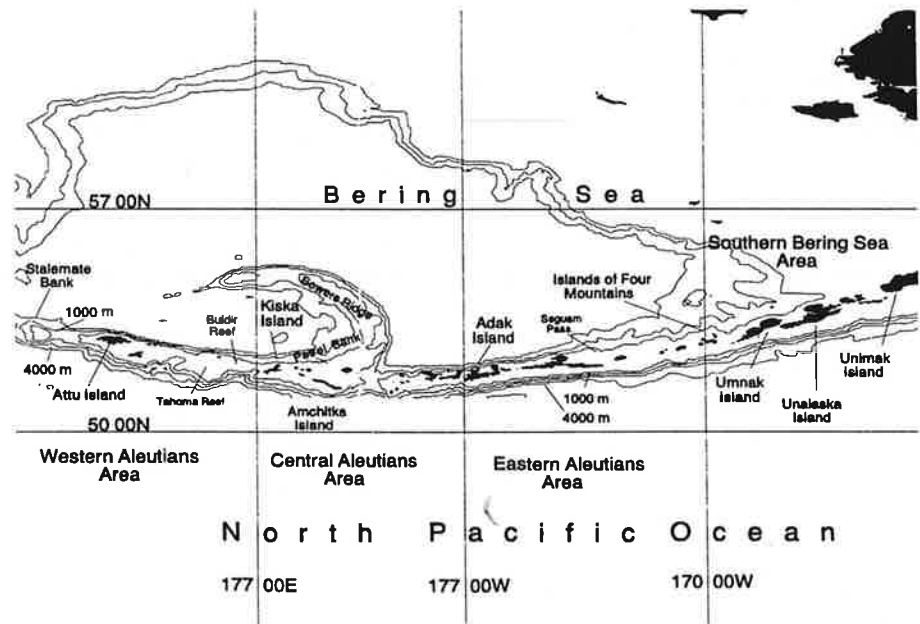 Bering Sea
57 00N
Southern Bering Sea
Area
Stalemate
Bank
Islands of Four
Mountains
Bowers Ridge
Kiska
Island
1000 m
Buldir
Reef
Adak
Island
Seguam
Pass
Petrel Bank
4000 m
Attu Island
Tahoma Reef
Amchitka
Island
1000 m
4000 m
Umnak
Island
Unimak
Island
Unalaska
Island
50 00N
Western Aleutians
Area
Central Aleutians
Area
Eastern Aleutians
Area
North Pacific Ocean
177 00E
177 00W
170 00W